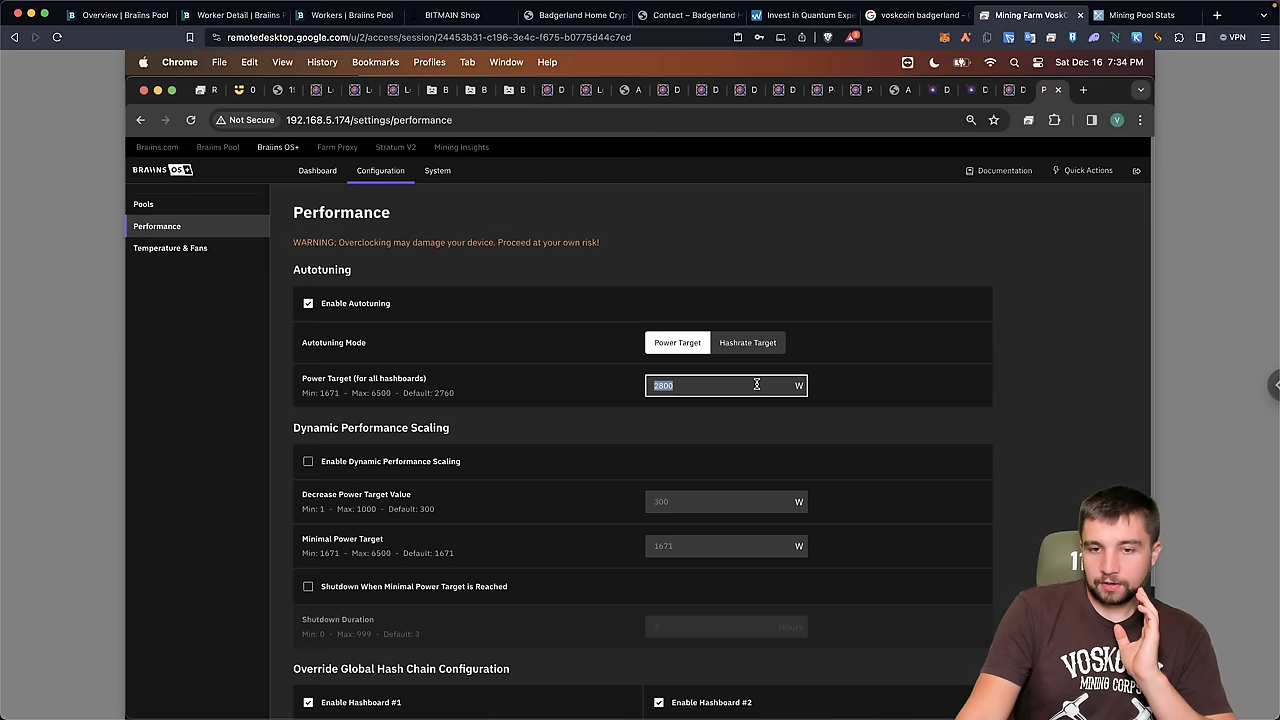 Overview | Braiins Pool
Worker Detail | Braiins F
Workers | Braiins Pool
BITMAIN Shop
Badgerland Home Cryp
Contact – Badgerland H
Invest in Quantum Expe
voskcoin badgerland -
Mining Farm VoskC
Mining Pool Stats
remotedesktop.google.com/u/2/access/session/24453b31-c196-3e4c-f675-b0775d44c7ed
VPN
Chrome File Edit View History Bookmarks Profiles Tab Window Help
Sat Dec 16 7:34 PM
Not Secure 192.168.5.174/settings/performance
Braiins.com Braiins Pool Braiins OS+ Farm Proxy Stratum V2 Mining Insights
BRAIINS OS+
Dashboard Configuration System
Documentation Quick Actions
Pools
Performance
Temperature & Fans
Performance
WARNING: Overclocking may damage your device. Proceed at your own risk!
Autotuning
Enable Autotuning
Autotuning Mode
Power Target Hashrate Target
Power Target (for all hashboards)
Min: 1671 - Max: 6500 - Default: 2760
2800 W
Dynamic Performance Scaling
Enable Dynamic Performance Scaling
Decrease Power Target Value
Min: 1 - Max: 1000 - Default: 300
300 W
Minimal Power Target
Min: 1671 - Max: 6500 - Default: 1671
1671 W
Shutdown When Minimal Power Target is Reached
Shutdown Duration
Min: 0 - Max: 999 - Default: 3
3 Hours
Override Global Hash Chain Configuration
Enable Hashboard #1
Enable Hashboard #2
11
VOSK
MINING CORPS